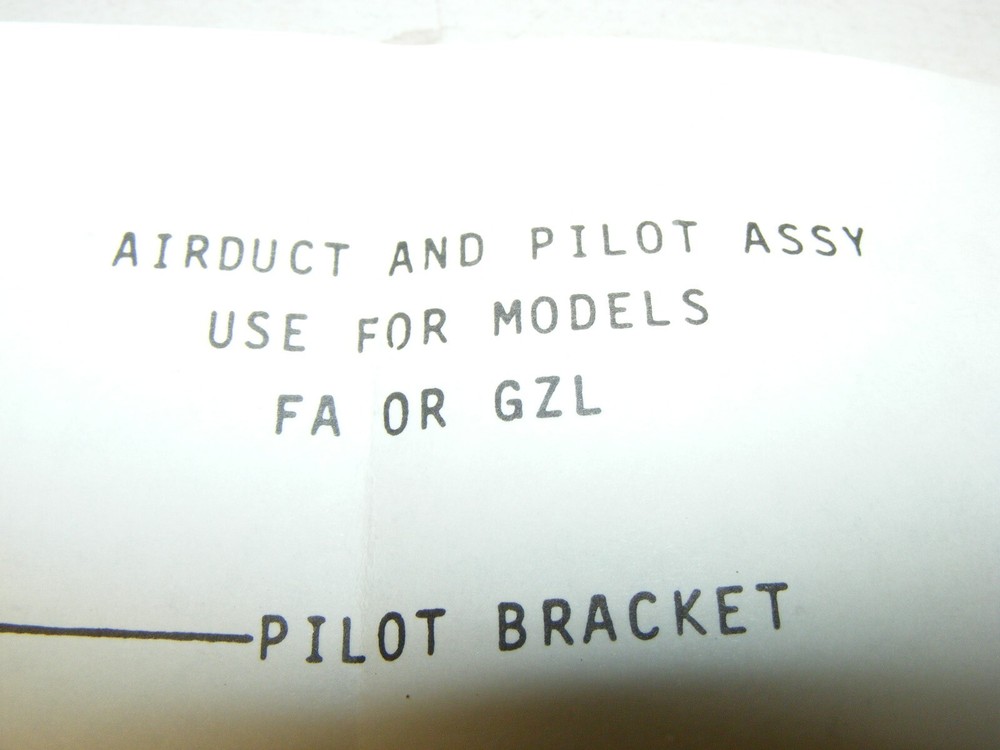 AIRDUCT AND PILOT ASSY
USE FOR MODELS
FA OR GZL
PILOT BRACKET